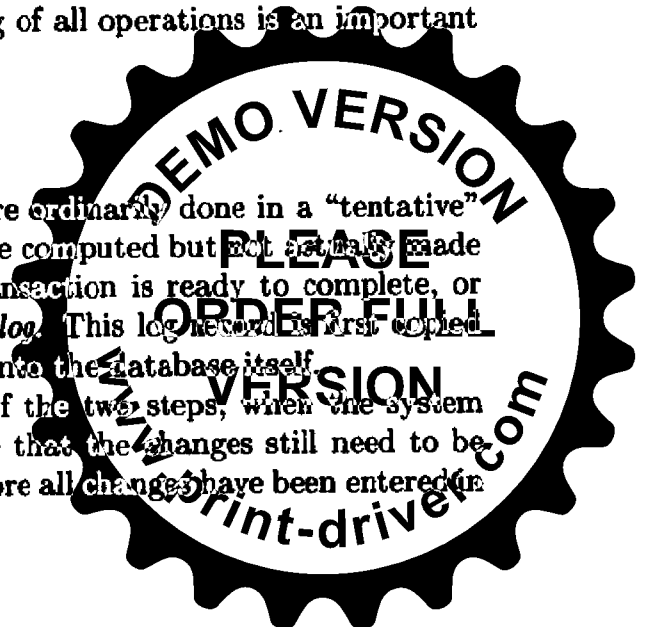 g of all operations is an important
DEMO VERSION
re ordinarily done in a “tentative”
e computed but not actually made
PLEASE
nsaction is ready to complete, or
ORDER FULL
log. This log record is first copied
nto the database itself.
VERSION
f the two steps, when the system
that the changes still need to be
re all changes have been entered in
www.print-driver.com